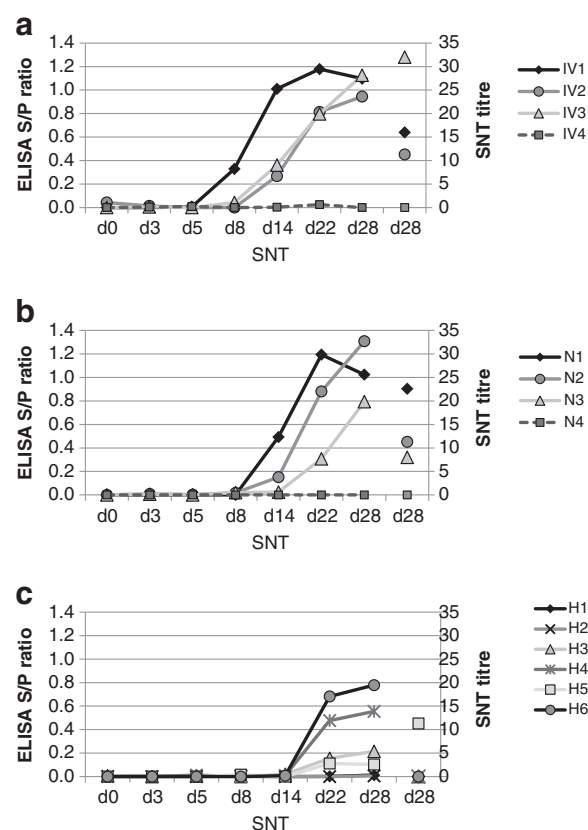 a
1.4 35
1.2 30
1.0 25
0.8 20
0.6 15
0.4 10
0.2 5
0.0 0
ELISA S/P ratio
SNT titre
d0 d3 d5 d8 d14 d22 d28 d28
SNT
IV1
IV2
IV3
IV4
b
1.4 35
1.2 30
1.0 25
0.8 20
0.6 15
0.4 10
0.2 5
0.0 0
ELISA S/P ratio
SNT titre
d0 d3 d5 d8 d14 d22 d28 d28
SNT
N1
N2
N3
N4
c
1.4 35
1.2 30
1.0 25
0.8 20
0.6 15
0.4 10
0.2 5
0.0 0
ELISA S/P ratio
SNT titre
d0 d3 d5 d8 d14 d22 d28 d28
SNT
H1
H2
H3
H4
H5
H6